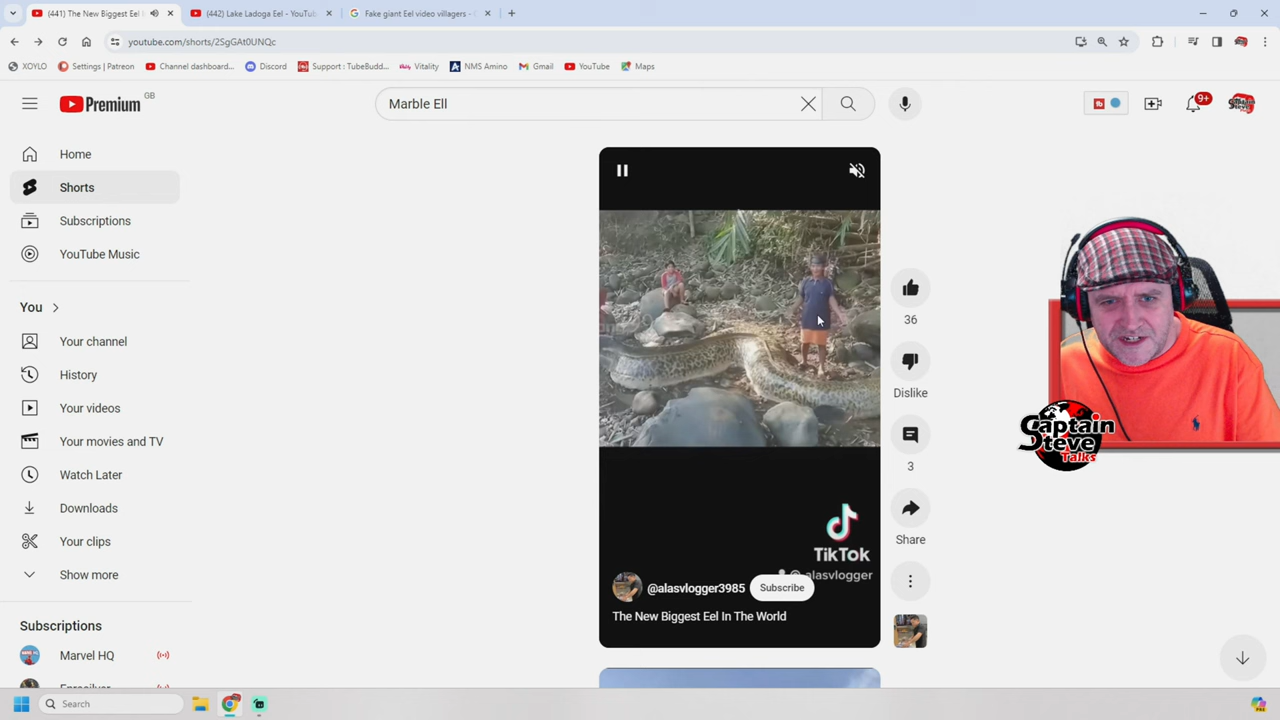 (441) The New Biggest Eel In
(442) Lake Ladoga Eel - YouTub
Fake giant Eel video villagers -
youtube.com/shorts/2SgGAt0UNQc
XOYLO
Settings | Patreon
Channel dashboard...
Discord
Support : TubeBudd...
Vitality
NMS Amino
Gmail
YouTube
Maps
Premium GB
Marble Ell
9+
Home
Shorts
Subscriptions
YouTube Music
You
Your channel
History
Your videos
Your movies and TV
Watch Later
Downloads
Your clips
Show more
Subscriptions
Marvel HQ
36
Dislike
3
Share
TikTok
alasvlogger
@alasvlogger3985
Subscribe
The New Biggest Eel In The World
Captain
Steve
Talks
Search